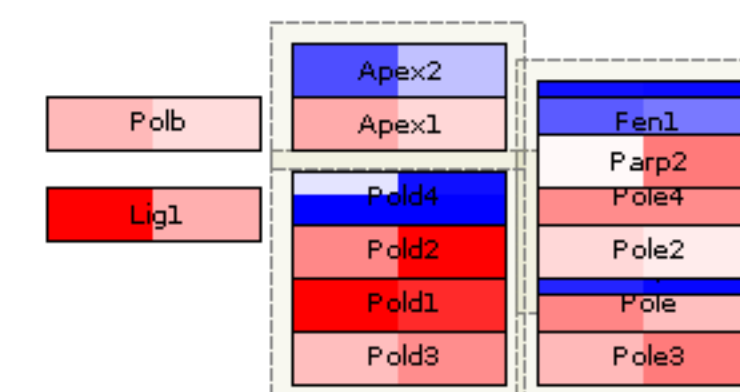 Polb
Lig1
Apex2
Apex1
Pold4
Pold2
Pold1
Pold3
Fen1
Parp2
Pole4
Pole2
Pole
Pole3